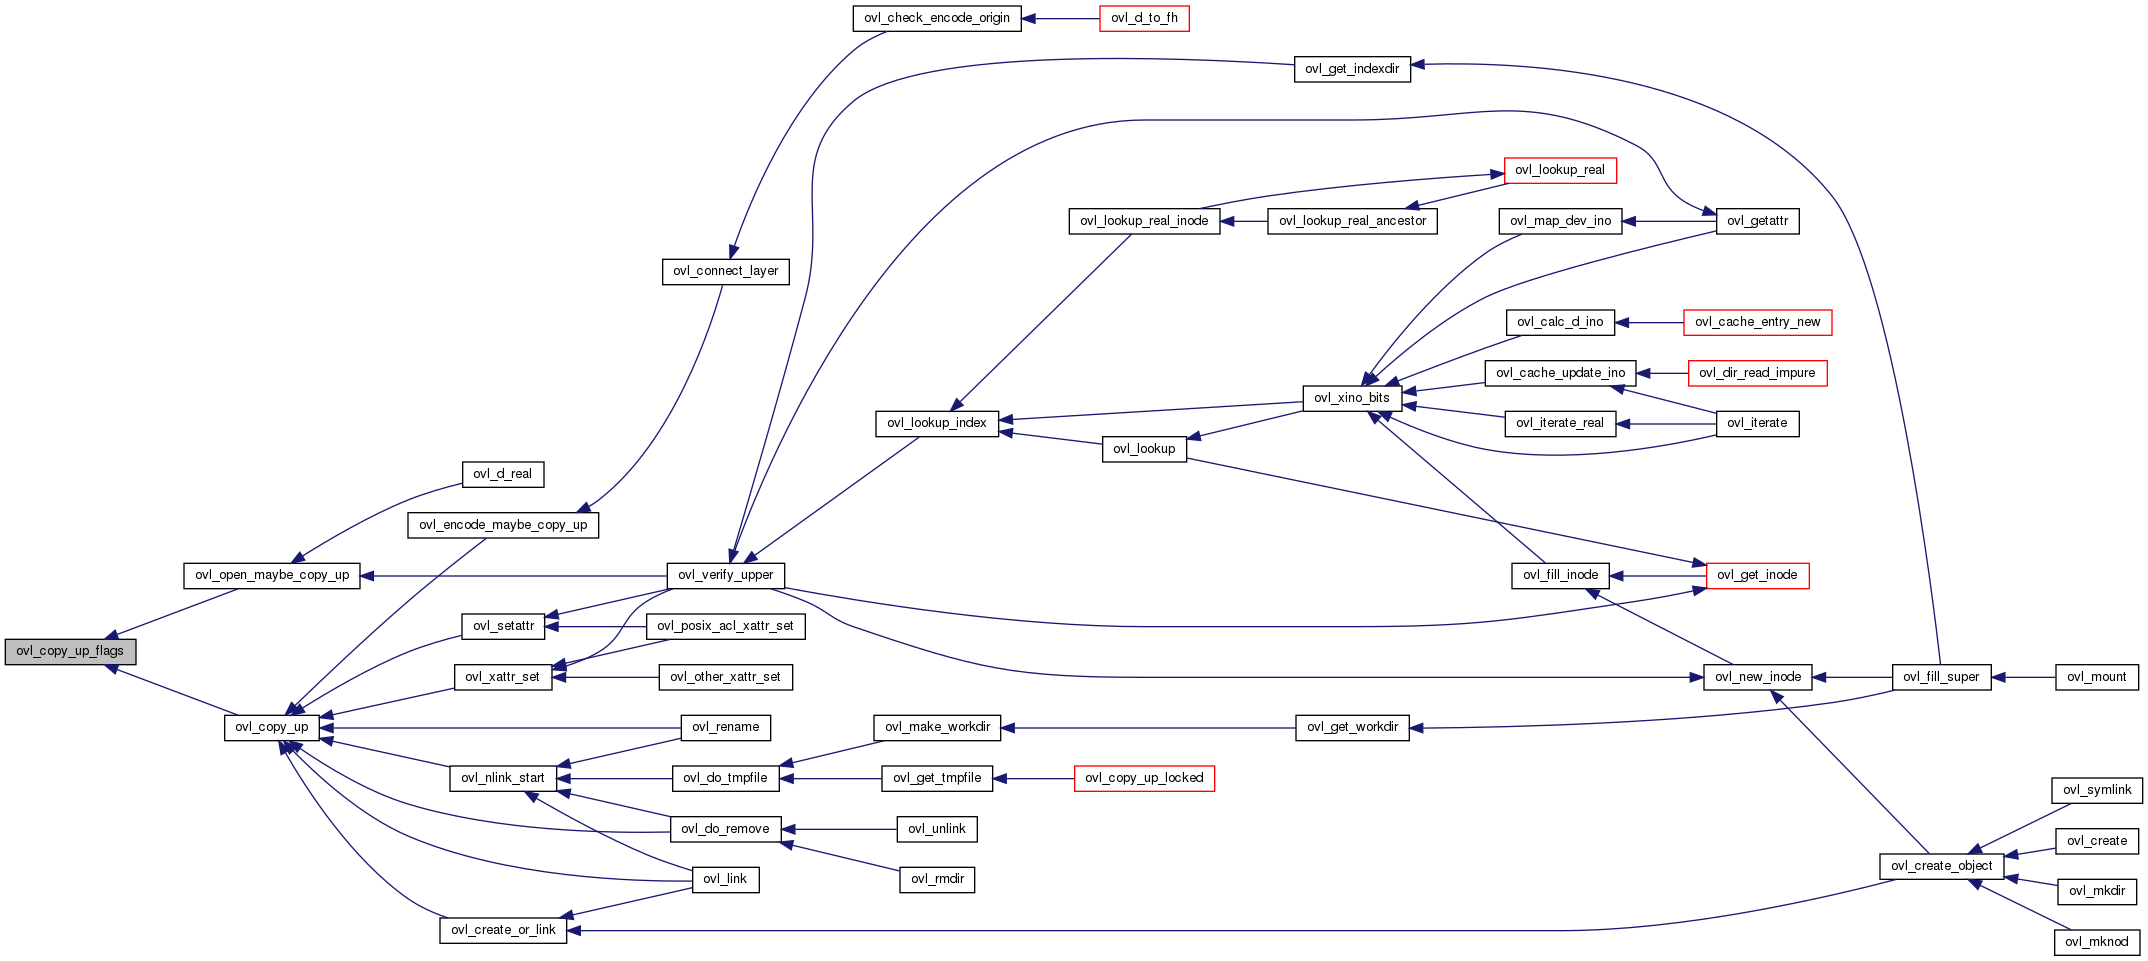 ovl_check_encode_origin
ovl_d_to_fh
ovl_get_indexdir
ovl_lookup_real
ovl_lookup_real_inode
ovl_lookup_real_ancestor
ovl_map_dev_ino
ovl_getattr
ovl_connect_layer
ovl_calc_d_ino
ovl_cache_entry_new
ovl_cache_update_ino
ovl_dir_read_impure
ovl_xino_bits
ovl_lookup_index
ovl_iterate_real
ovl_iterate
ovl_lookup
ovl_d_real
ovl_encode_maybe_copy_up
ovl_open_maybe_copy_up
ovl_verify_upper
ovl_fill_inode
ovl_get_inode
ovl_setattr
ovl_posix_acl_xattr_set
ovl_copy_up_flags
ovl_xattr_set
ovl_other_xattr_set
ovl_new_inode
ovl_fill_super
ovl_mount
ovl_copy_up
ovl_rename
ovl_make_workdir
ovl_get_workdir
ovl_nlink_start
ovl_do_tmpfile
ovl_get_tmpfile
ovl_copy_up_locked
ovl_symlink
ovl_do_remove
ovl_unlink
ovl_create
ovl_create_object
ovl_link
ovl_rmdir
ovl_mkdir
ovl_create_or_link
ovl_mknod